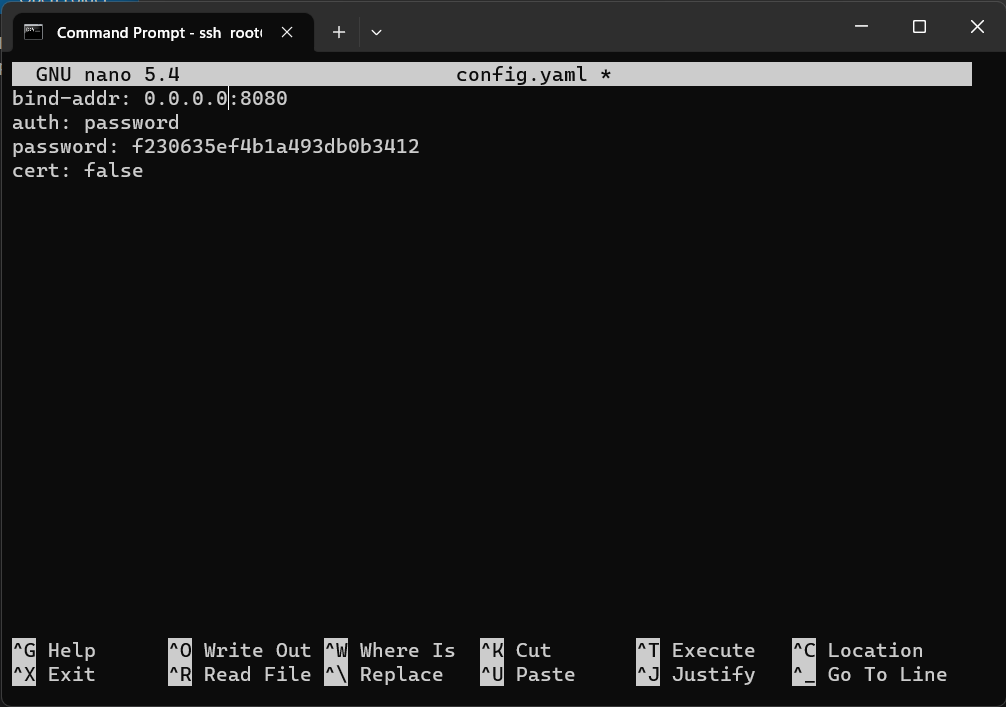 Command Prompt - ssh root
GNU nano 5.4 config.yaml *
bind-addr: 0.0.0.0:8080
auth: password
password: f230635ef4b1a493db0b3412
cert: false
^G Help ^O Write Out ^W Where Is ^K Cut ^T Execute ^C Location
^X Exit ^R Read File ^\ Replace ^U Paste ^J Justify ^_ Go To Line